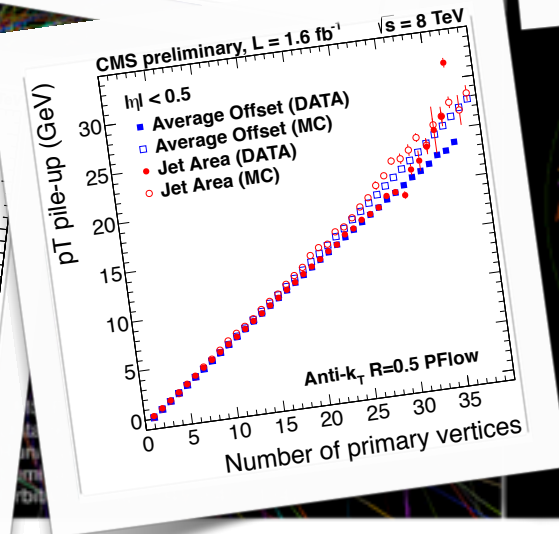 CMS preliminary, L = 1.6 fb⁻¹ √s = 8 TeV
|η| < 0.5
Average Offset (DATA)
Average Offset (MC)
Jet Area (DATA)
Jet Area (MC)
pT pile-up (GeV)
30
25
20
15
10
5
0
Anti-k_T R=0.5 PFlow
0 5 10 15 20 25 30 35
Number of primary vertices